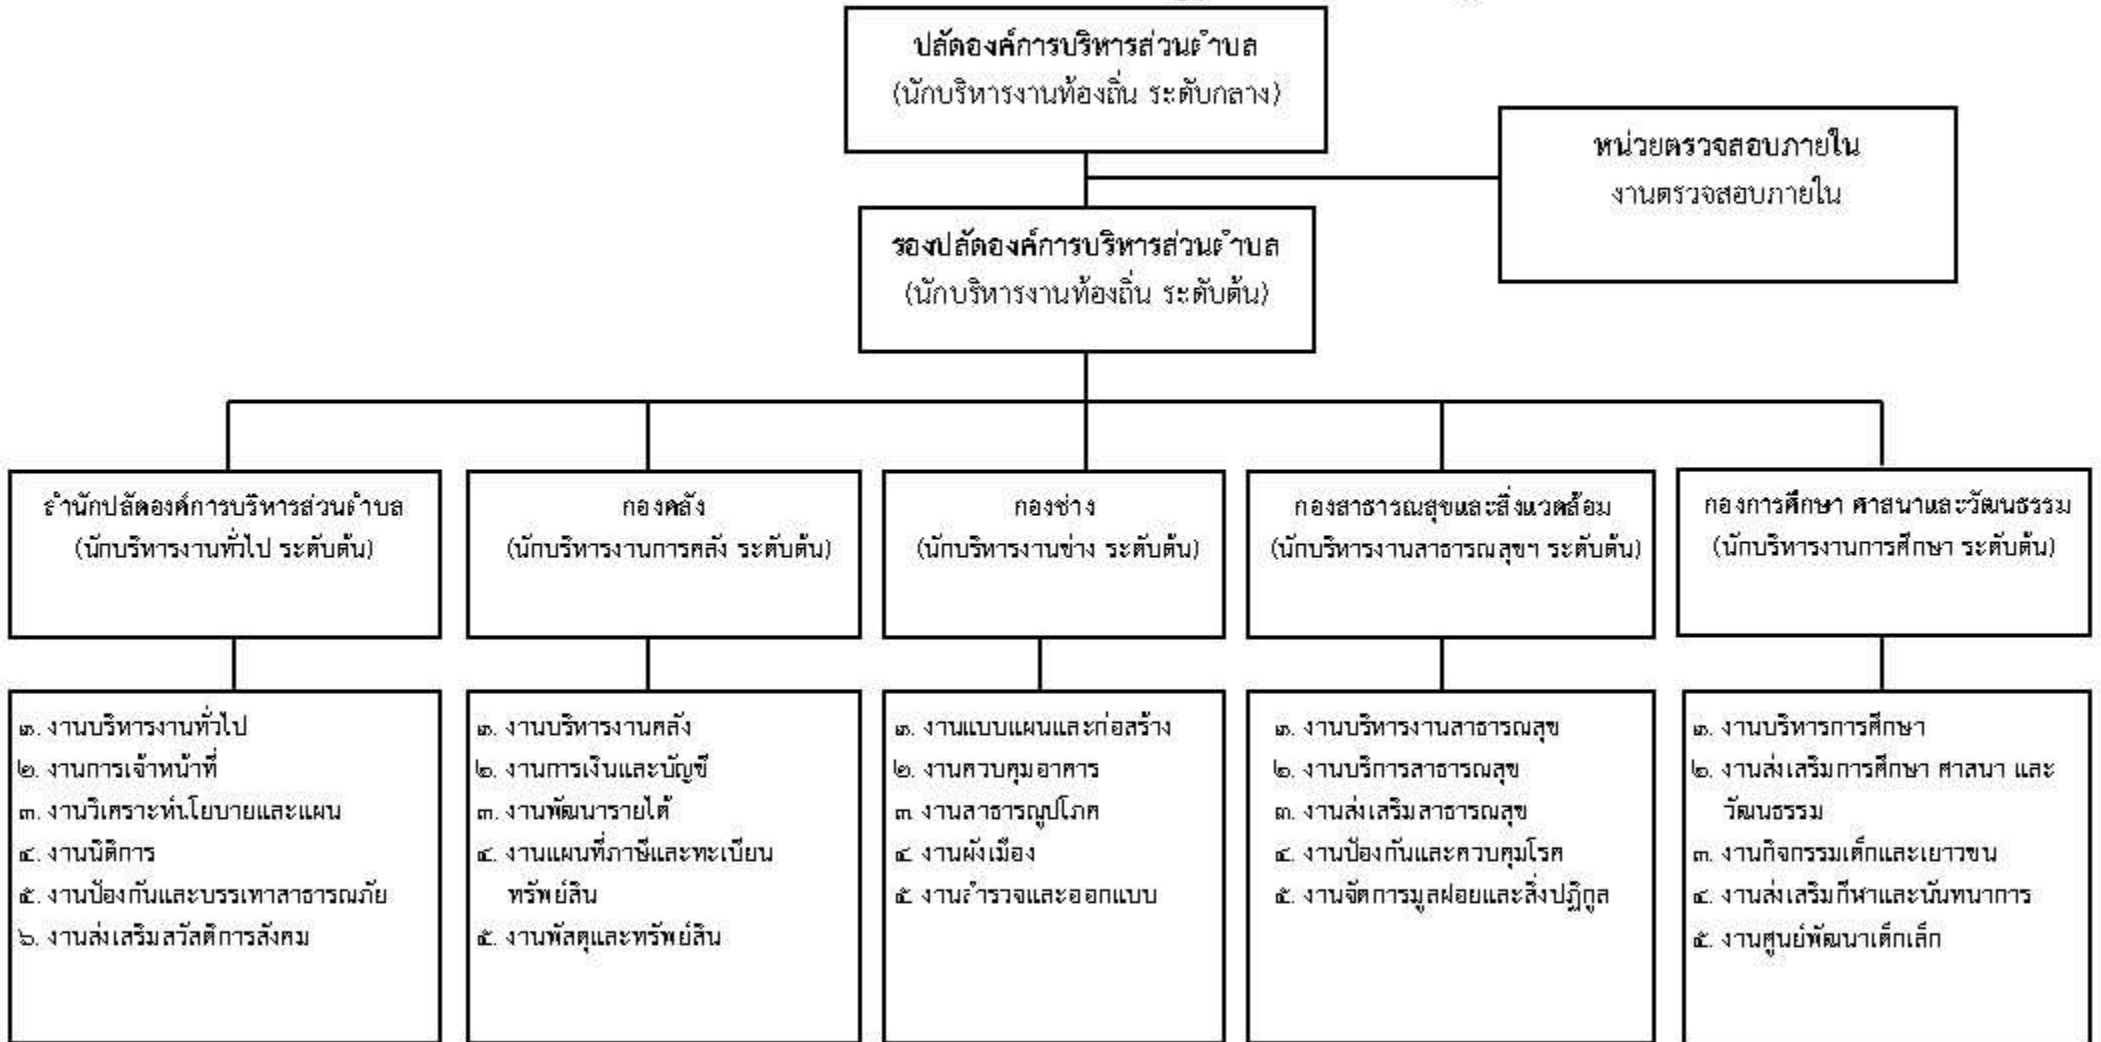 ปลัดองค์การบริหารส่วนตำบล
(นักบริหารงานท้องถิ่น ระดับกลาง)
หน่วยตรวจสอบภายใน
งานตรวจสอบภายใน
รองปลัดองค์การบริหารส่วนตำบล
(นักบริหารงานท้องถิ่น ระดับต้น)
สำนักปลัดองค์การบริหารส่วนตำบล
(นักบริหารงานทั่วไป ระดับต้น)
กองคลัง
(นักบริหารงานการคลัง ระดับต้น)
กองช่าง
(นักบริหารงานช่าง ระดับต้น)
กองสาธารณสุขและสิ่งแวดล้อม
(นักบริหารงานสาธารณสุขฯ ระดับต้น)
กองการศึกษา ศาสนาและวัฒนธรรม
(นักบริหารงานการศึกษา ระดับต้น)
๑. งานบริหารงานทั่วไป
๒. งานการเจ้าหน้าที่
๓. งานวิเคราะห์นโยบายและแผน
๔. งานนิติการ
๕. งานป้องกันและบรรเทาสาธารณภัย
๖. งานส่งเสริมสวัสดิการสังคม
๑. งานบริหารงานคลัง
๒. งานการเงินและบัญชี
๓. งานพัฒนารายได้
๔. งานแผนที่ภาษีและทะเบียน
ทรัพย์สิน
๕. งานพัสดุและทรัพย์สิน
๑. งานแบบแผนและก่อสร้าง
๒. งานควบคุมอาคาร
๓ งานสาธารณูปโภค
๔ งานผังเมือง
๕ งานสำรวจและออกแบบ
๑. งานบริหารงานสาธารณสุข
๒. งานบริการสาธารณสุข
๓. งานส่งเสริมสาธารณสุข
๔. งานป้องกันและควบคุมโรค
๕. งานจัดการมูลฝอยและสิ่งปฏิกูล
๑. งานบริหารการศึกษา
๒. งานส่งเสริมการศึกษา ศาสนา และ
วัฒนธรรม
๓. งานกิจกรรมเด็กและเยาวชน
๔. งานส่งเสริมกีฬาและนันทนาการ
๕. งานศูนย์พัฒนาเด็กเล็ก